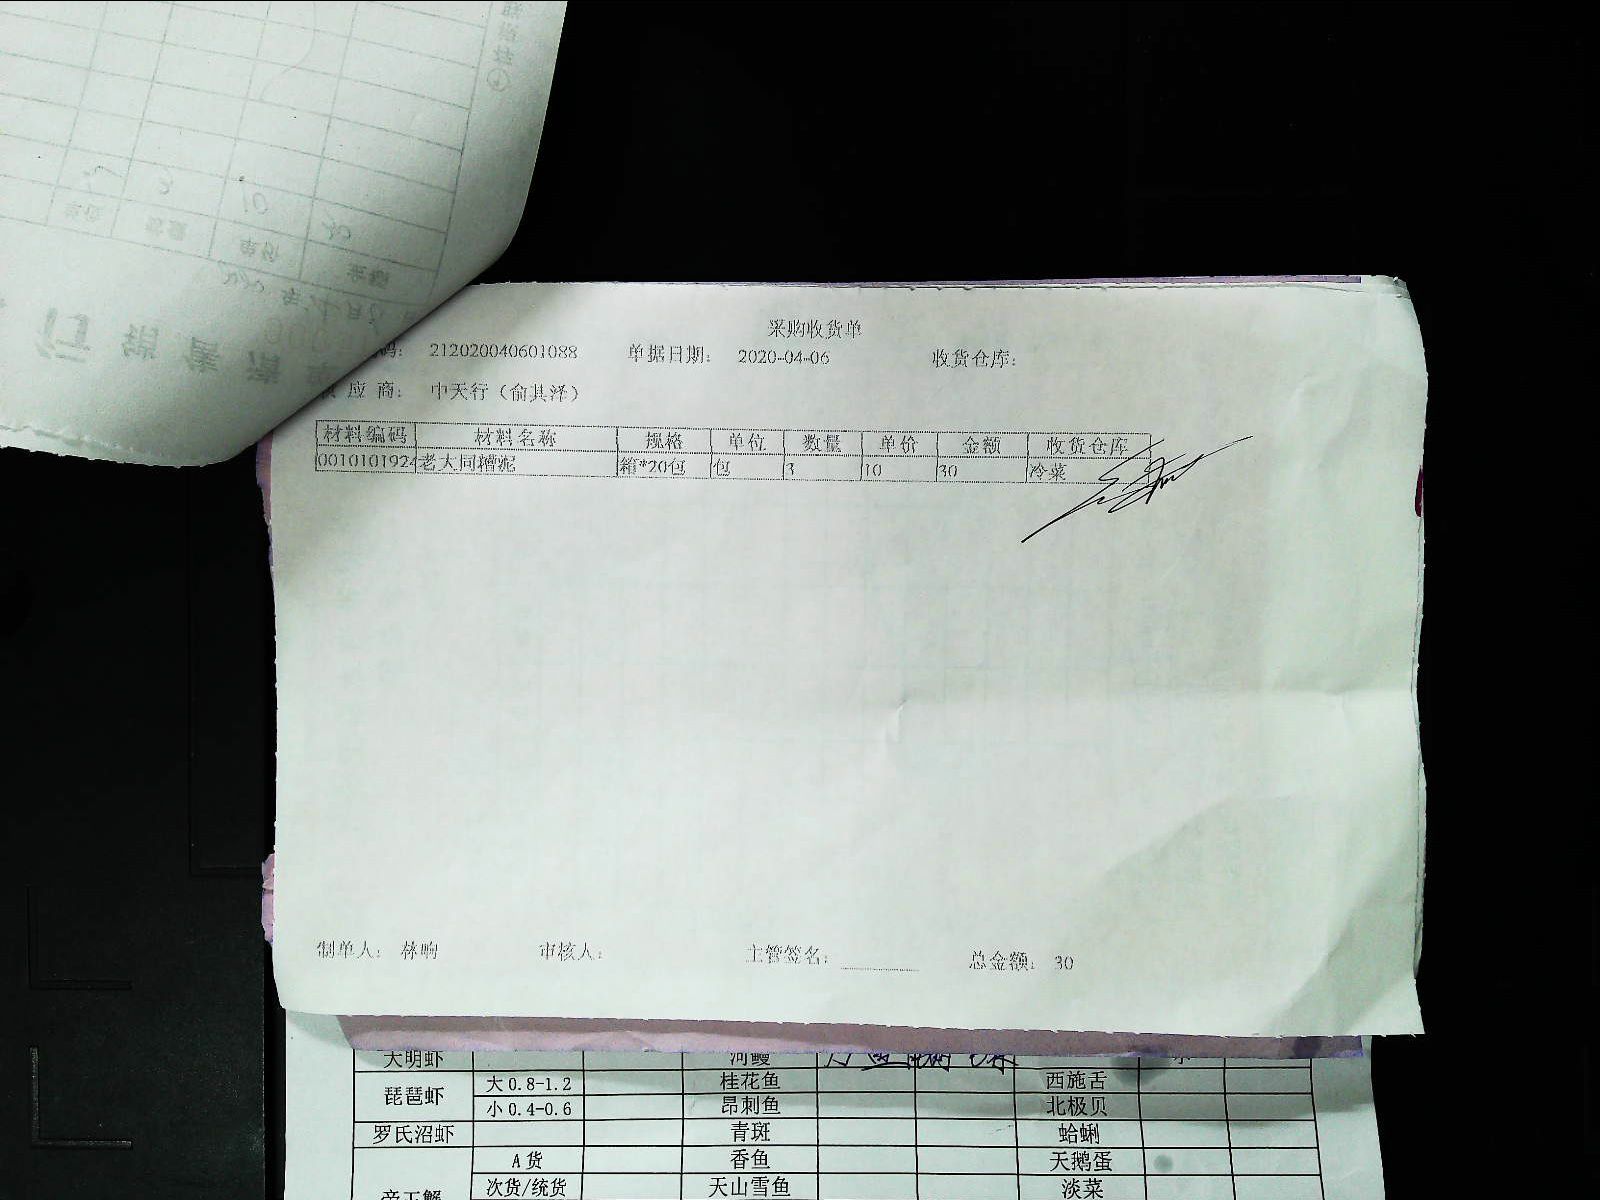 采购收货单
码： 212020040601088 单据日期： 2020-04-06 收货仓库：
应 商： 中天行（俞其泽）
材料编码 材料名称 规格 单位 数量 单价 金额 收货仓库
0010101924 老大同糟泥 箱*20包 包 3 10 30 冷菜
制单人： 审核人： 主管签名： 总金额： 30
大明虾 河鳗
琵琶虾 大 0.8-1.2 桂花鱼 西施舌
小 0.4-0.6 昂刺鱼 北极贝
罗氏沼虾 青斑 蛤蜊
A 货 香鱼 天鹅蛋
帝王蟹 次货/统货 天山雪鱼 淡菜